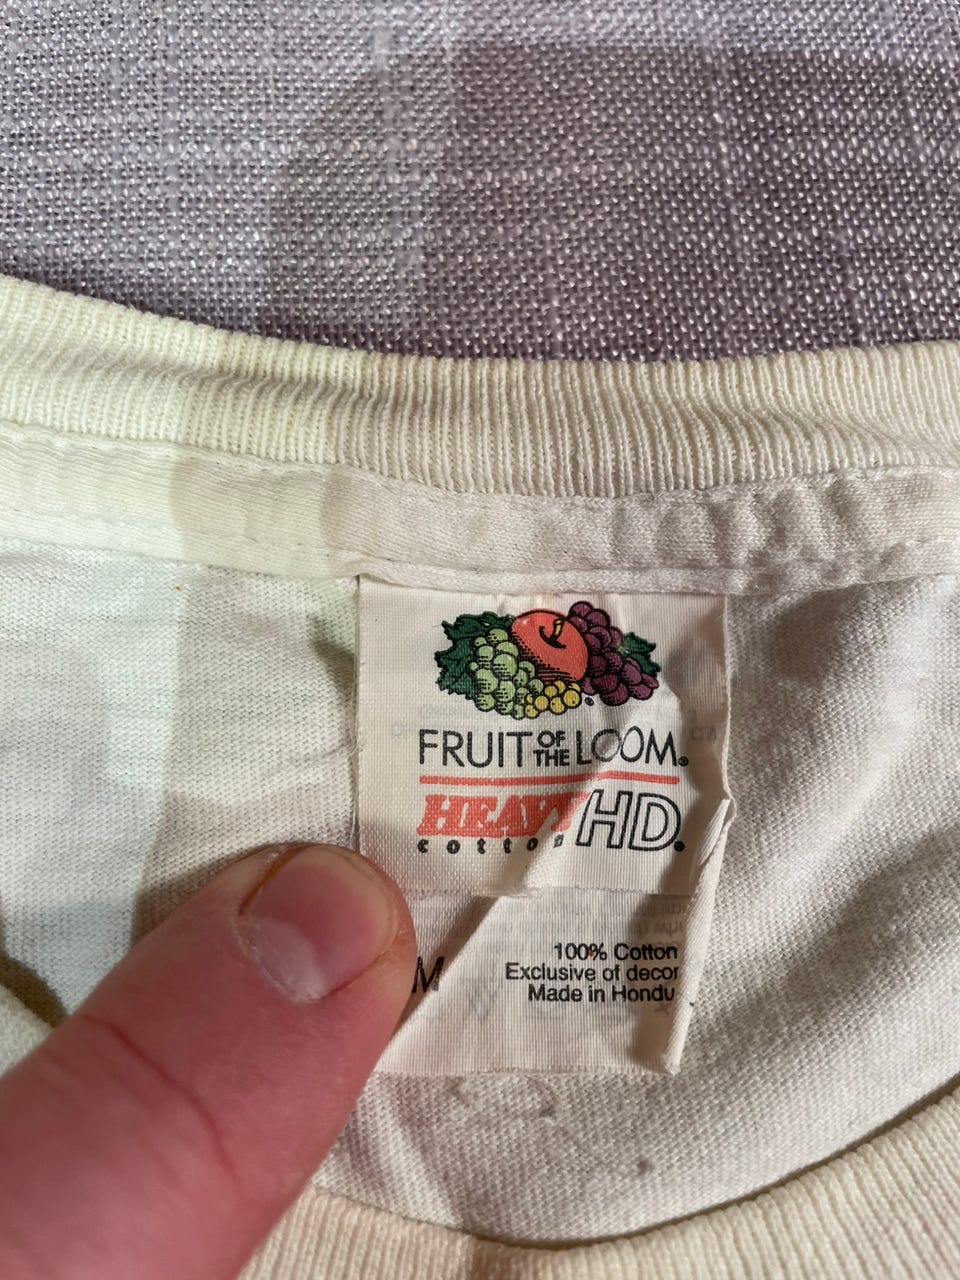 FRUIT OF THE LOOM®
HEAVY HD®
cotton
M
100% Cotton
Exclusive of decor
Made in Hondu